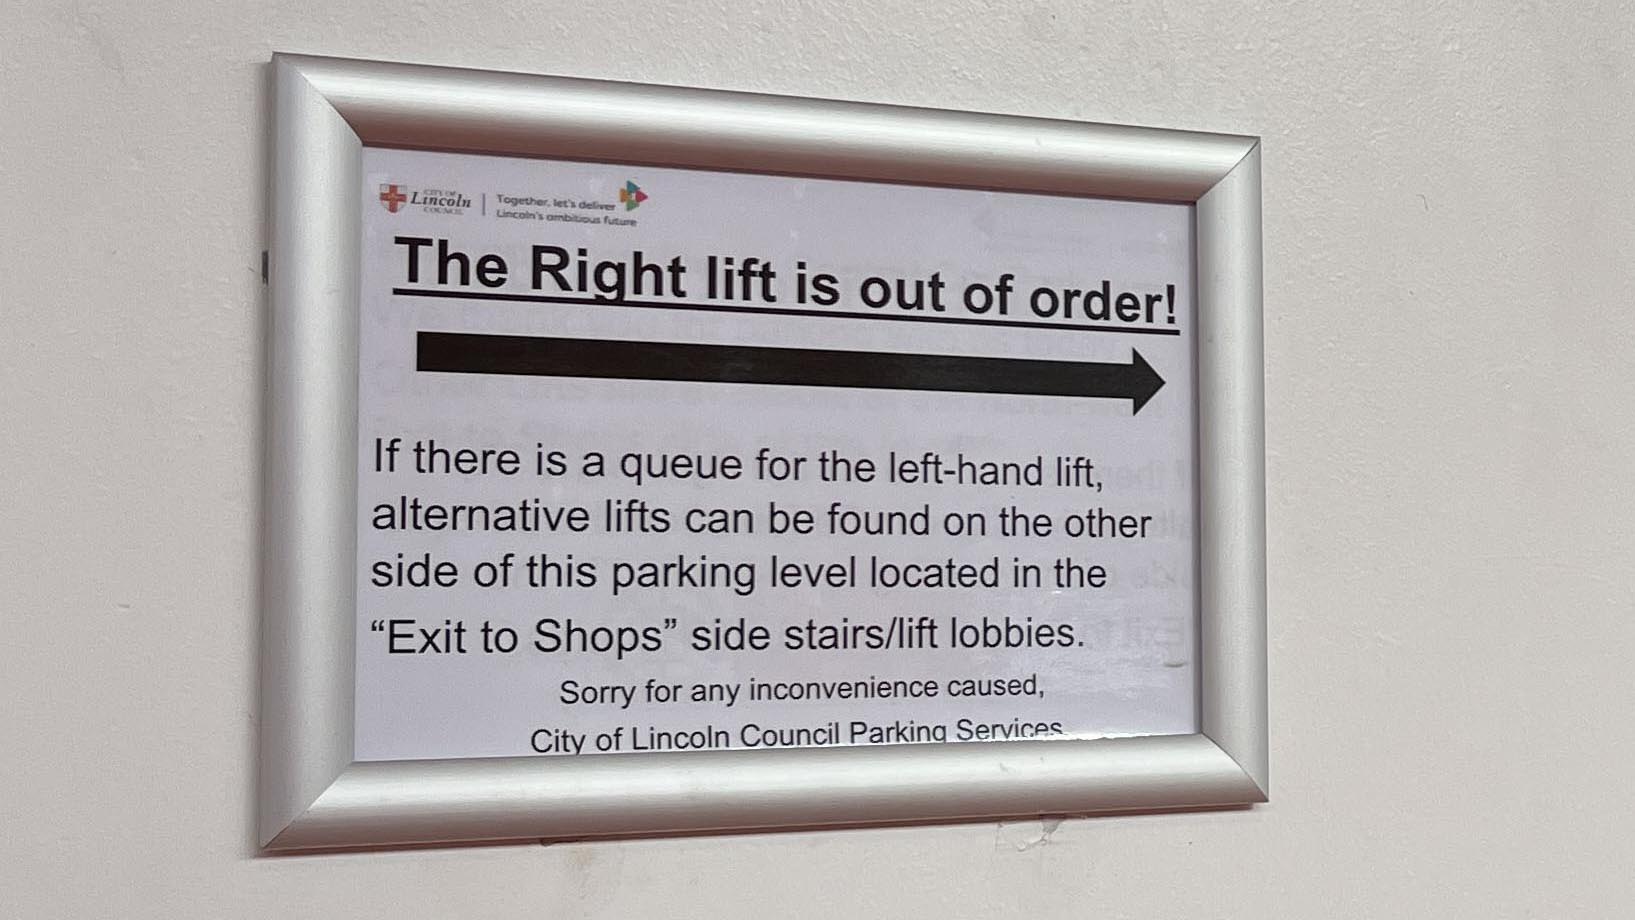 CITY OF
Lincoln
COUNCIL
Together, let's deliver
Lincoln's ambitious future
The Right lift is out of order!
If there is a queue for the left-hand lift,
alternative lifts can be found on the other
side of this parking level located in the
“Exit to Shops” side stairs/lift lobbies.
Sorry for any inconvenience caused,
City of Lincoln Council Parking Services